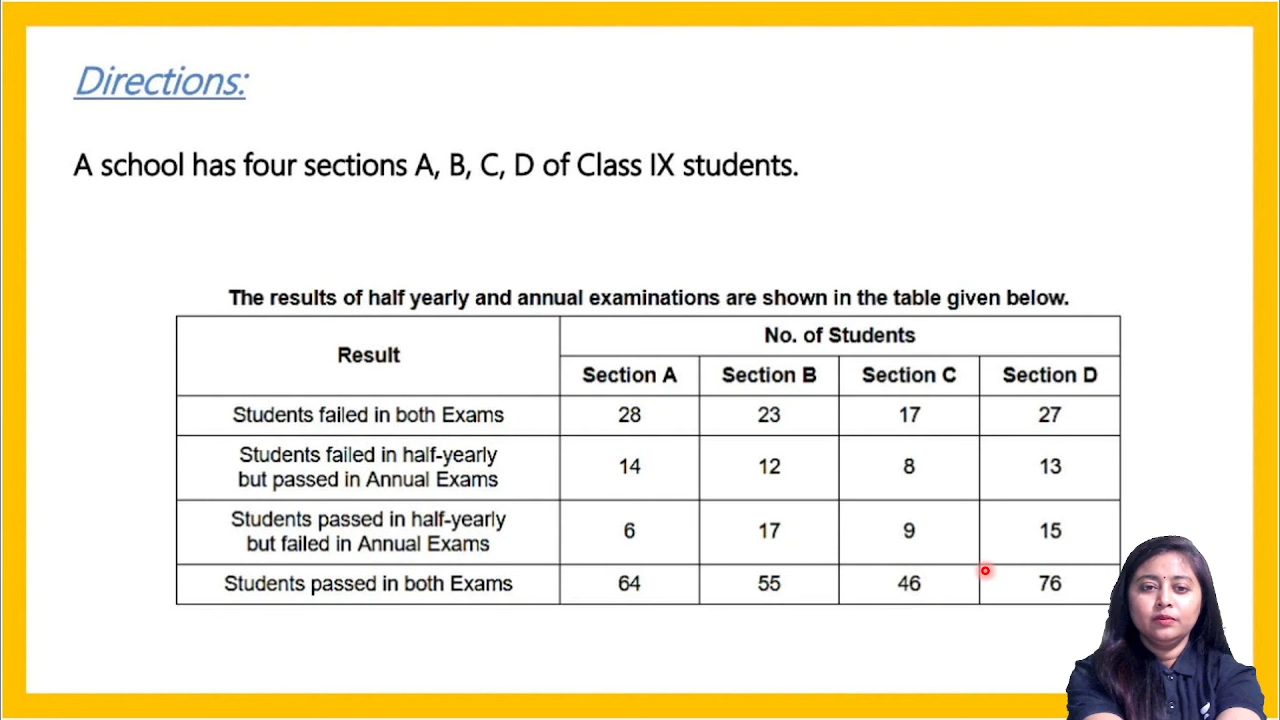 Directions:
A school has four sections A, B, C, D of Class IX students.
The results of half yearly and annual examinations are shown in the table given below.
Result
No. of Students
Section A Section B Section C Section D
Students failed in both Exams 28 23 17 27
Students failed in half-yearly
but passed in Annual Exams 14 12 8 13
Students passed in half-yearly
but failed in Annual Exams 6 17 9 15
Students passed in both Exams 64 55 46 76